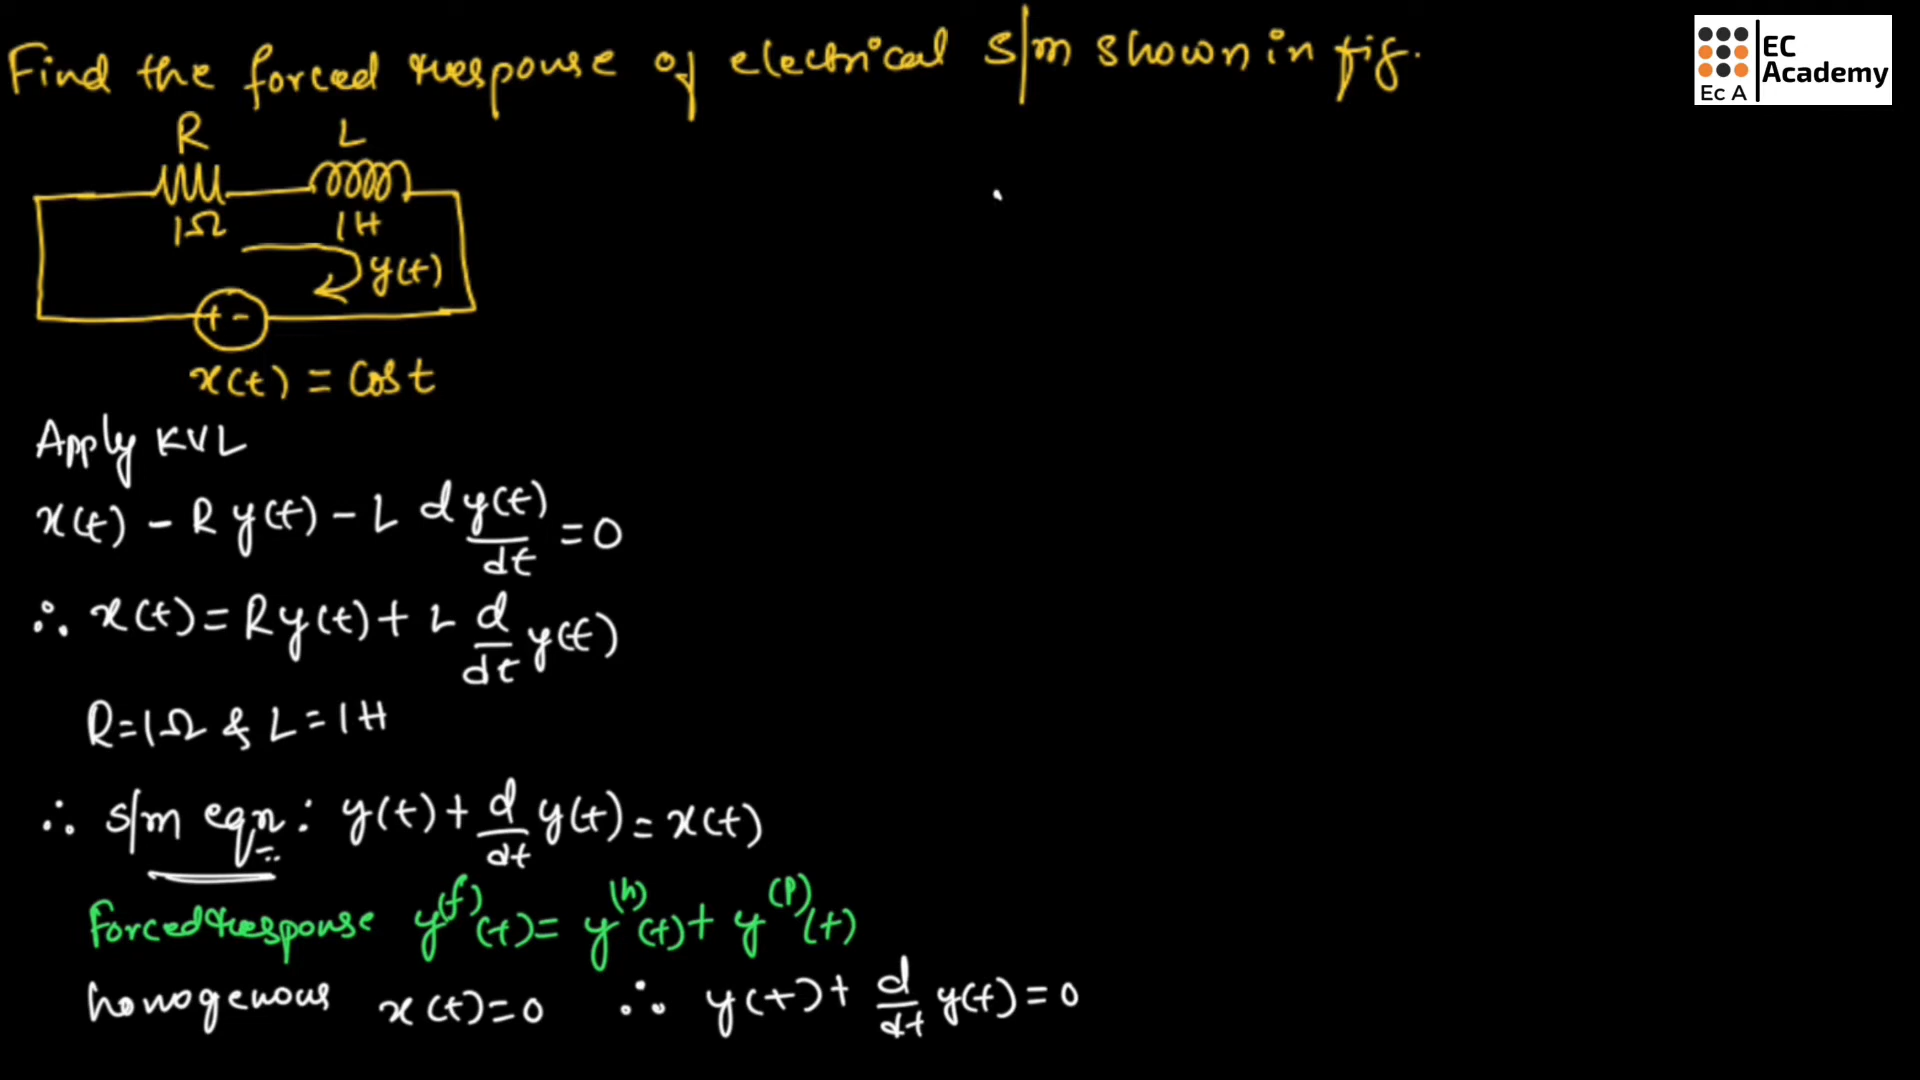 Find the forced response of electrical s/m shown in fig.
EC
Academy
Ec A
R L
1Ω 1H
y(t)
+ -
x(t) = Cos t
Apply KVL
x(t) - R y(t) - L dy(t)/dt = 0
∴ x(t) = Ry(t) + L d/dt y(t)
R=1Ω & L=1H
∴ s/m eqn: y(t) + d/dt y(t) = x(t)
Forced response y^(f)(t) = y^(h)(t) + y^(p)(t)
homogenous x(t)=0 ∴ y(t) + d/dt y(t) = 0